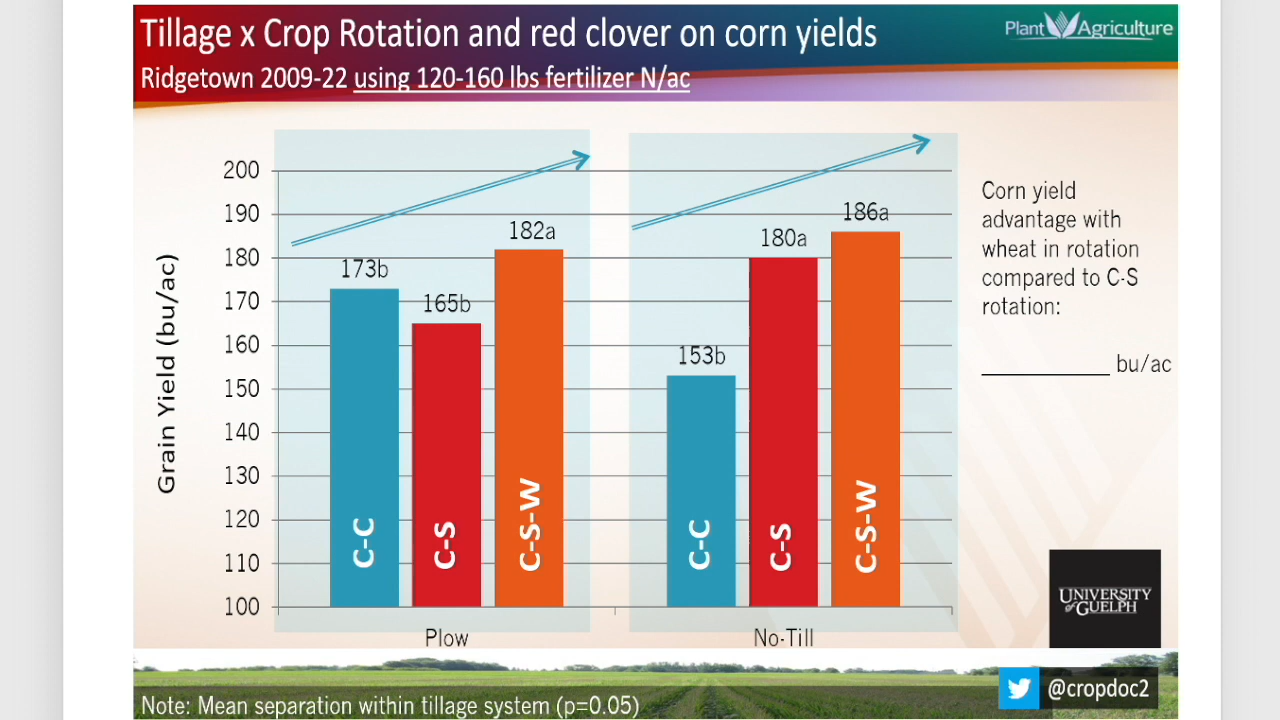 Tillage x Crop Rotation and red clover on corn yields
Plant Agriculture
Ridgetown 2009-22 using 120-160 lbs fertilizer N/ac
Grain Yield (bu/ac)
200
190
180
170
160
150
140
130
120
110
100
173b
165b
182a
153b
180a
186a
C-C
C-S
C-S-W
C-C
C-S
C-S-W
Plow
No-Till
Corn yield
advantage with
wheat in rotation
compared to C-S
rotation:
__________ bu/ac
UNIVERSITY
of GUELPH
@cropdoc2
Note: Mean separation within tillage system (p=0.05)